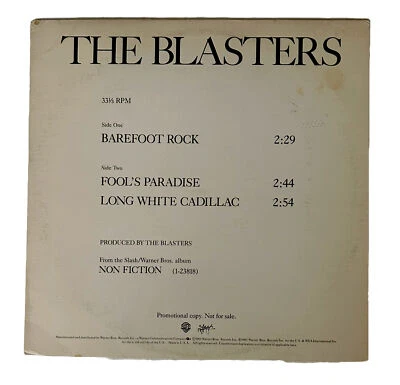 THE BLASTERS
33⅓ RPM
Side One
BAREFOOT ROCK 2:29
Side Two
FOOL'S PARADISE 2:44
LONG WHITE CADILLAC 2:54
PRODUCED BY THE BLASTERS
From the Slash/Warner Bros. album
NON FICTION (1-23818)
Promotional copy. Not for sale.